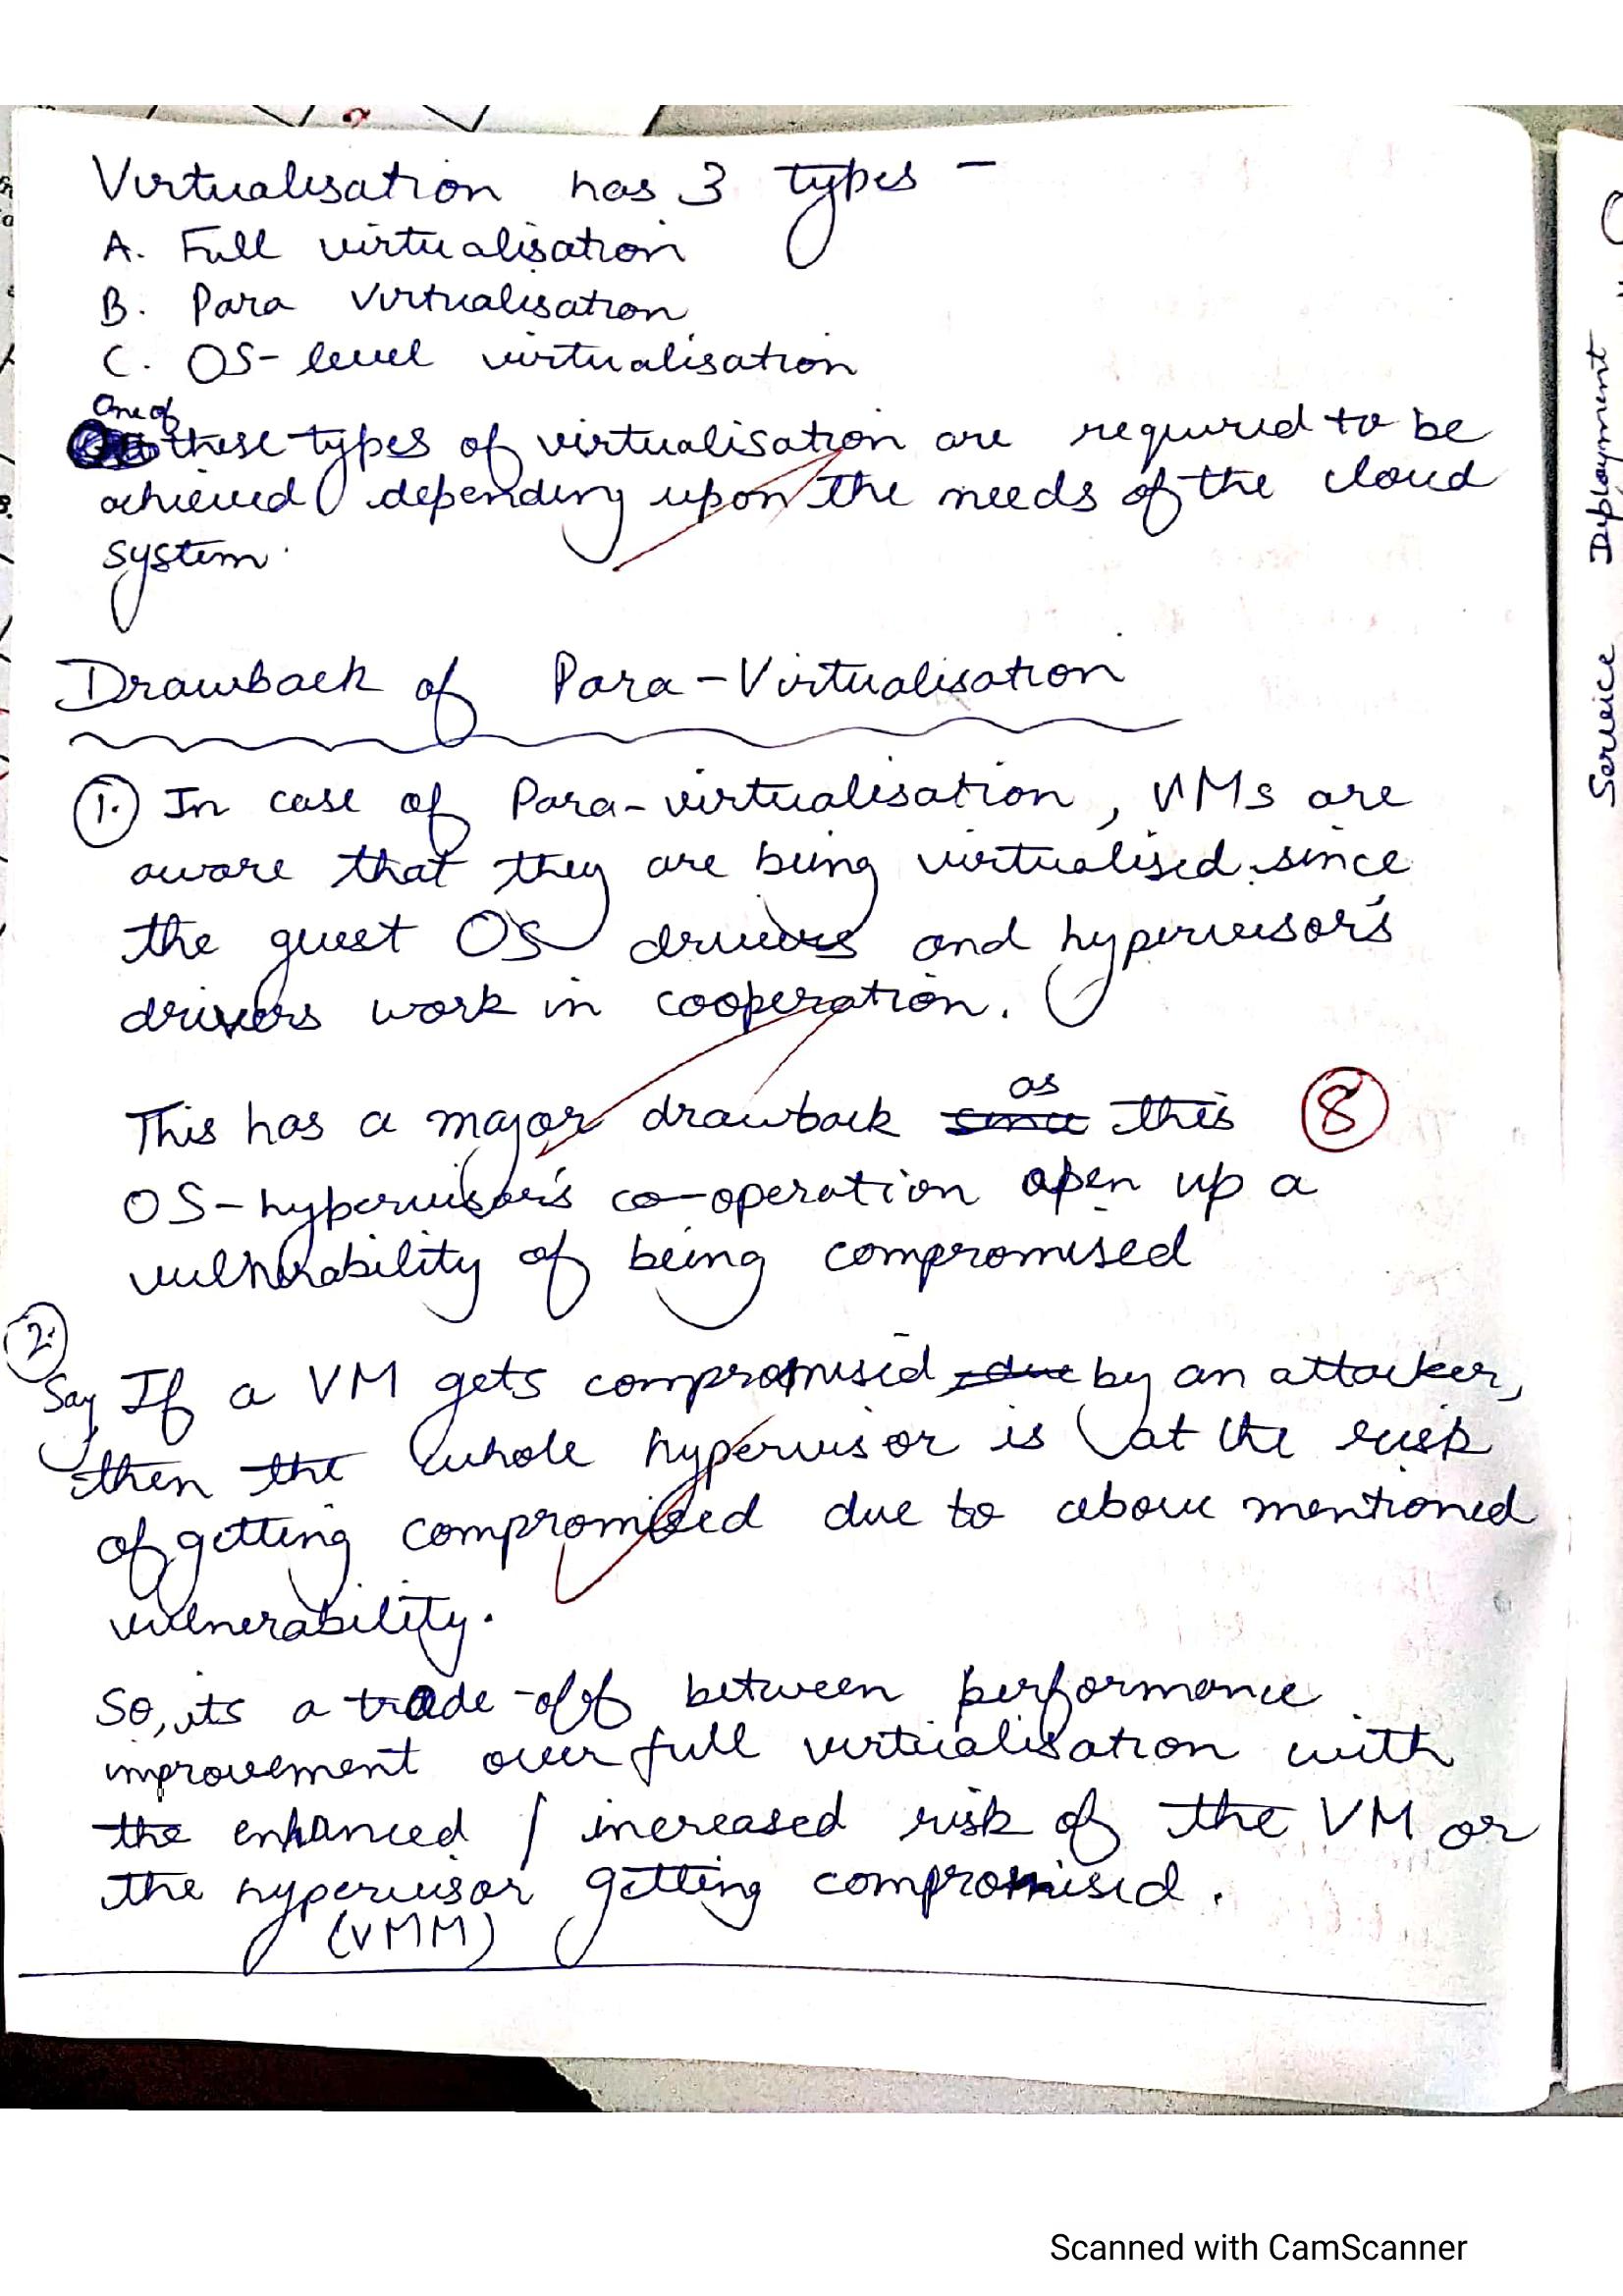 Virtualisation has 3 types -
A. Full virtualisation
B. Para Virtualisation
C. OS-level virtualisation
One of
these types of virtualisation are required to be
achieved depending upon the needs of the cloud
system.
Drawback of Para-Virtualisation
1. In case of Para-virtualisation, VMs are
aware that they are being virtualised since
the guest OS drivers and hypervisor's
drivers work in cooperation.
This has a major drawback since as this
8
OS-hypervisor's co-operation open up a
vulnerability of being compromised
2.
Say, If a VM gets compromised due by an attacker,
then the whole hypervisor is at the risk
of getting compromised due to above mentioned
vulnerability.
So, its a trade-off between performance
improvement over full virtualisation with
the enhanced / increased risk of the VM or
the hypervisor getting compromised.
(VMM)
Service Deployment
Scanned with CamScanner